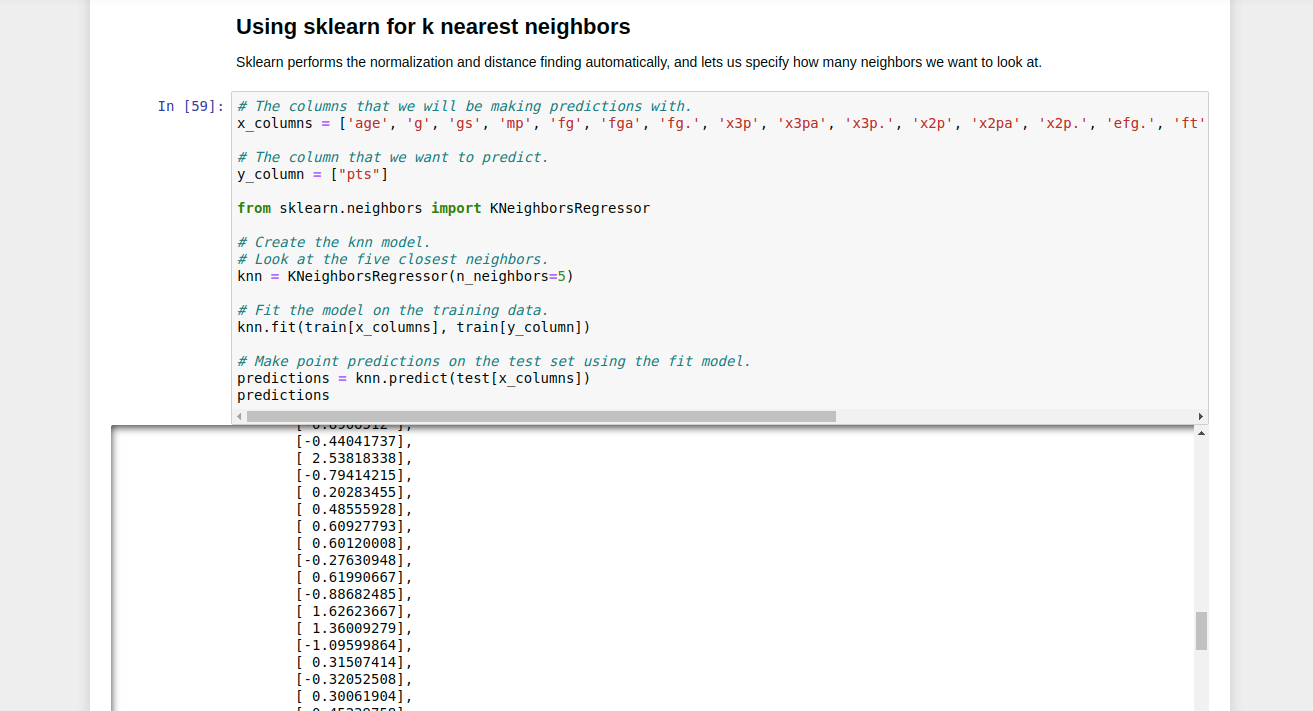 Using sklearn for k nearest neighbors
Sklearn performs the normalization and distance finding automatically, and lets us specify how many neighbors we want to look at.
In [59]:
# The columns that we will be making predictions with.
x_columns = ['age', 'g', 'gs', 'mp', 'fg', 'fga', 'fg.', 'x3p', 'x3pa', 'x3p.', 'x2p', 'x2pa', 'x2p.', 'efg.', 'ft'
# The column that we want to predict.
y_column = ["pts"]
from sklearn.neighbors import KNeighborsRegressor
# Create the knn model.
# Look at the five closest neighbors.
knn = KNeighborsRegressor(n_neighbors=5)
# Fit the model on the training data.
knn.fit(train[x_columns], train[y_column])
# Make point predictions on the test set using the fit model.
predictions = knn.predict(test[x_columns])
predictions
[-0.44041737],
[ 2.53818338],
[-0.79414215],
[ 0.20283455],
[ 0.48555928],
[ 0.60927793],
[ 0.60120008],
[-0.27630948],
[ 0.61990667],
[-0.88682485],
[ 1.62623667],
[ 1.36009279],
[-1.09599864],
[ 0.31507414],
[-0.32052508],
[ 0.30061904],